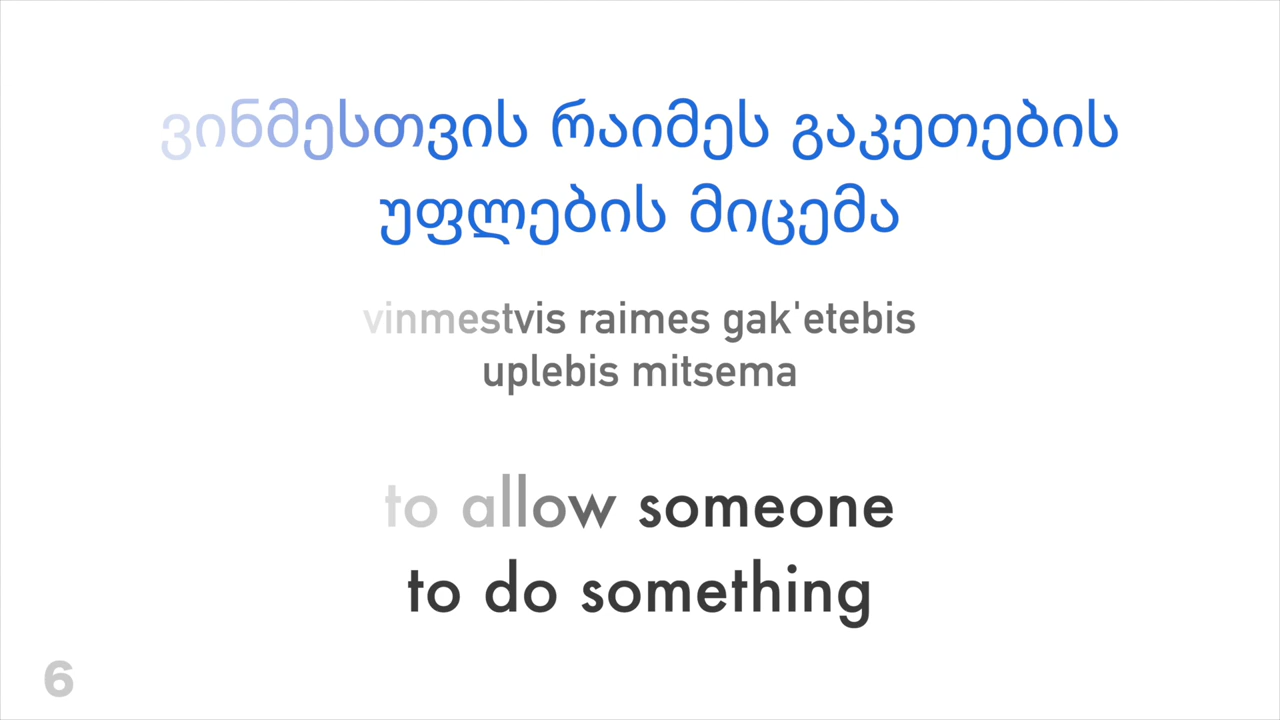 ვინმესთვის რაიმეს გაკეთების
უფლების მიცემა
vinmestvis raimes gak'etebis
uplebis mitsema
to allow someone
to do something
6